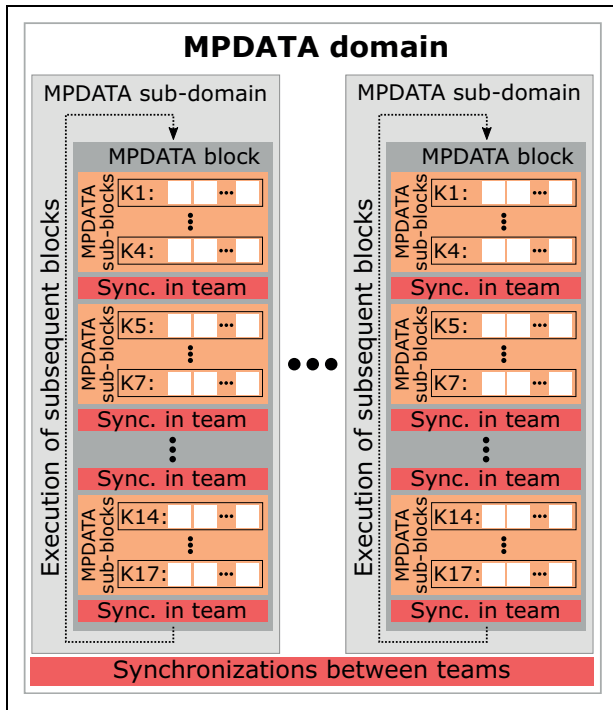 MPDATA domain
MPDATA sub-domain
Execution of subsequent blocks
MPDATA block
MPDATA
sub-blocks
K1:
K4:
Sync. in team
MPDATA
sub-blocks
K5:
K7:
Sync. in team
Sync. in team
MPDATA
sub-blocks
K14:
K17:
Sync. in team
MPDATA sub-domain
Execution of subsequent blocks
MPDATA block
MPDATA
sub-blocks
K1:
K4:
Sync. in team
MPDATA
sub-blocks
K5:
K7:
Sync. in team
Sync. in team
MPDATA
sub-blocks
K14:
K17:
Sync. in team
Synchronizations between teams